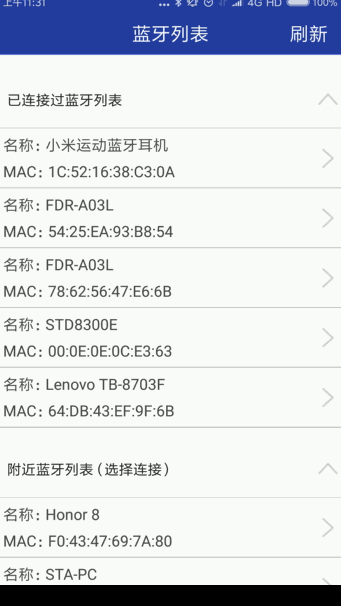 上午11:31
... 4G HD 100%
蓝牙列表 刷新
已连接过蓝牙列表
名称: 小米运动蓝牙耳机
MAC: 1C:52:16:38:C3:0A
名称: FDR-A03L
MAC: 54:25:EA:93:B8:54
名称: FDR-A03L
MAC: 78:62:56:47:E6:6B
名称: STD8300E
MAC: 00:0E:0E:0C:E3:63
名称: Lenovo TB-8703F
MAC: 64:DB:43:EF:9F:6B
附近蓝牙列表(选择连接)
名称: Honor 8
MAC: F0:43:47:69:7A:80
名称: STA-PC